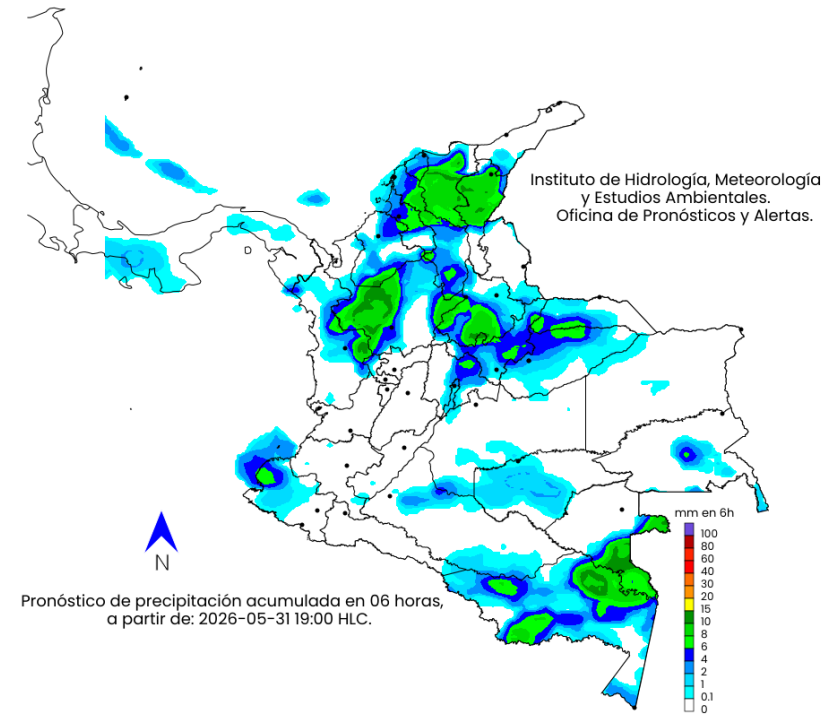 Instituto de Hidrología, Meteorología
y Estudios Ambientales.
Oficina de Pronósticos y Alertas.
mm en 6h
100
80
60
40
30
20
15
10
8
6
4
2
1
0.1
0
N
Pronóstico de precipitación acumulada en 06 horas,
a partir de: 2026-05-31 19:00 HLC.